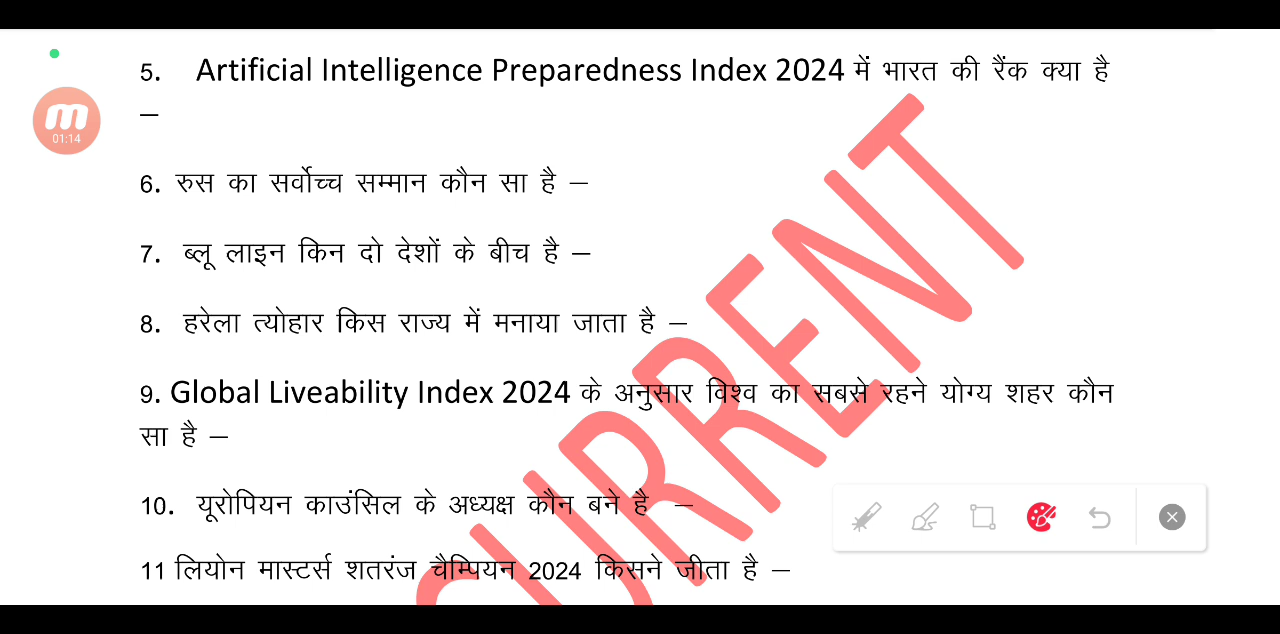 5. Artificial Intelligence Preparedness Index 2024 में भारत की रैंक क्या है
–
m
01:14
6. रुस का सर्वोच्च सम्मान कौन सा है –
7. ब्लू लाइन किन दो देशों के बीच है –
8. हरेला त्योहार किस राज्य में मनाया जाता है –
9. Global Liveability Index 2024 के अनुसार विश्व का सबसे रहने योग्य शहर कौन
सा है –
10. यूरोपियन काउंसिल के अध्यक्ष कौन बने है –
11 लियोन मास्टर्स शतरंज चैम्पियन 2024 किसने जीता है –
CURRENT